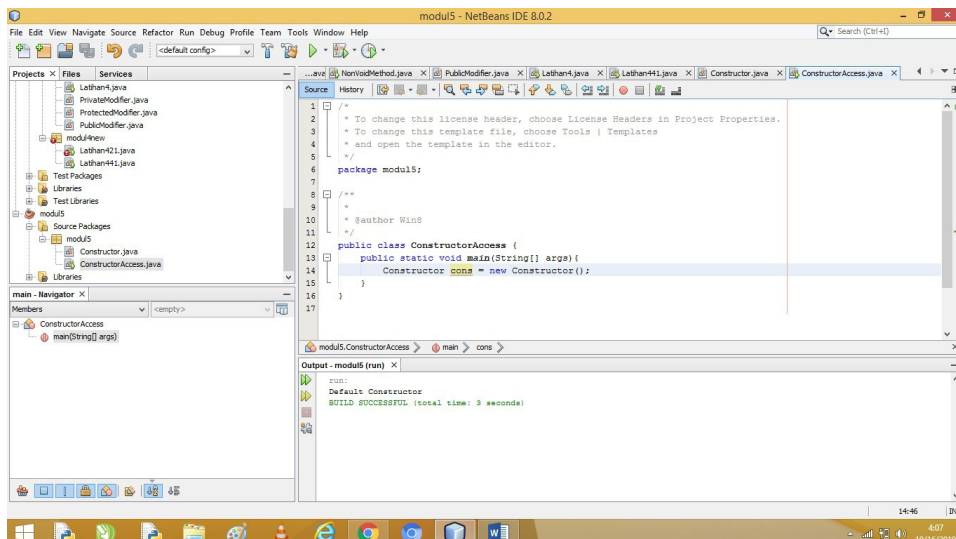 modul5 - NetBeans IDE 8.0.2
File Edit View Navigate Source Refactor Run Debug Profile Team Tools Window Help
Search (Ctrl+I)
<default config>
Projects Files Services
Lathan4.java
PrivateModifier.java
ProtectedModifier.java
PublicModifier.java
modul4new
Latihan421.java
Latihan441.java
Test Packages
Libraries
Test Libraries
modul5
Source Packages
modul5
Constructor.java
ConstructorAccess.java
Libraries
main - Navigator
Members <empty>
ConstructorAccess
main(String[] args)
...ava NonVoidMethod.java PublicModifier.java Latihan4.java Latihan441.java Constructor.java ConstructorAccess.java
Source History
1 /*
2 * To change this license header, choose License Headers in Project Properties.
3 * To change this template file, choose Tools | Templates
4 * and open the template in the editor.
5 */
6 package modul5;
7
8 /**
9 *
10 * @author Win8
11 */
12 public class ConstructorAccess {
13 public static void main(String[] args){
14 Constructor cons = new Constructor();
15 }
16 }
17
modul5.ConstructorAccess main cons
Output - modul5 (run)
run:
Default Constructor
BUILD SUCCESSFUL (total time: 3 seconds)
14:46 IN
4:07